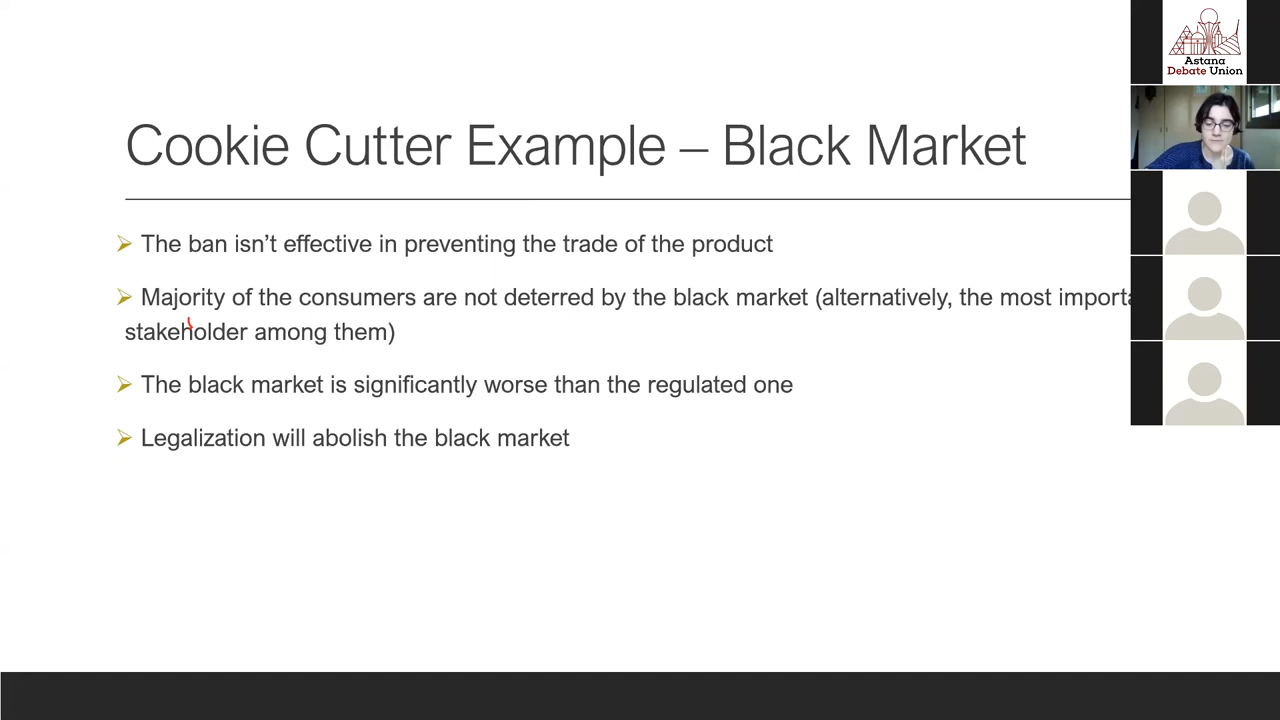 Astana
Debate Union
Cookie Cutter Example – Black Market
The ban isn’t effective in preventing the trade of the product
Majority of the consumers are not deterred by the black market (alternatively, the most
stakeholder among them)
The black market is significantly worse than the regulated one
Legalization will abolish the black market